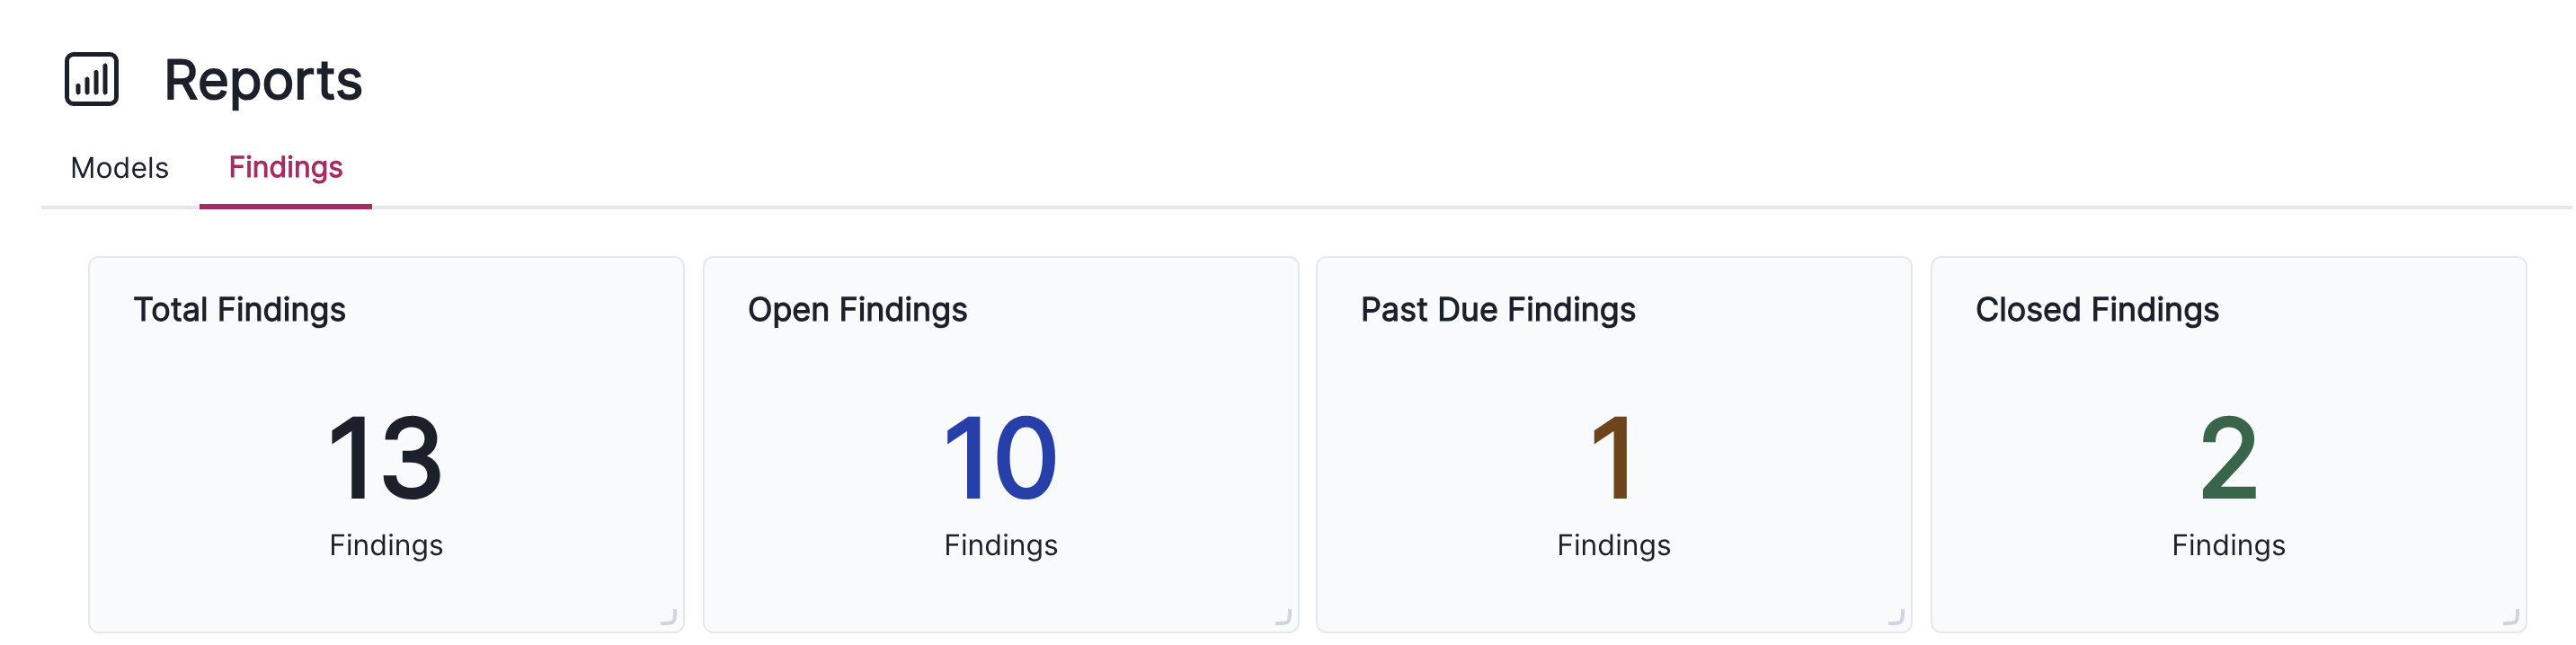 Reports
Models Findings
Total Findings
13
Findings
Open Findings
10
Findings
Past Due Findings
1
Findings
Closed Findings
2
Findings